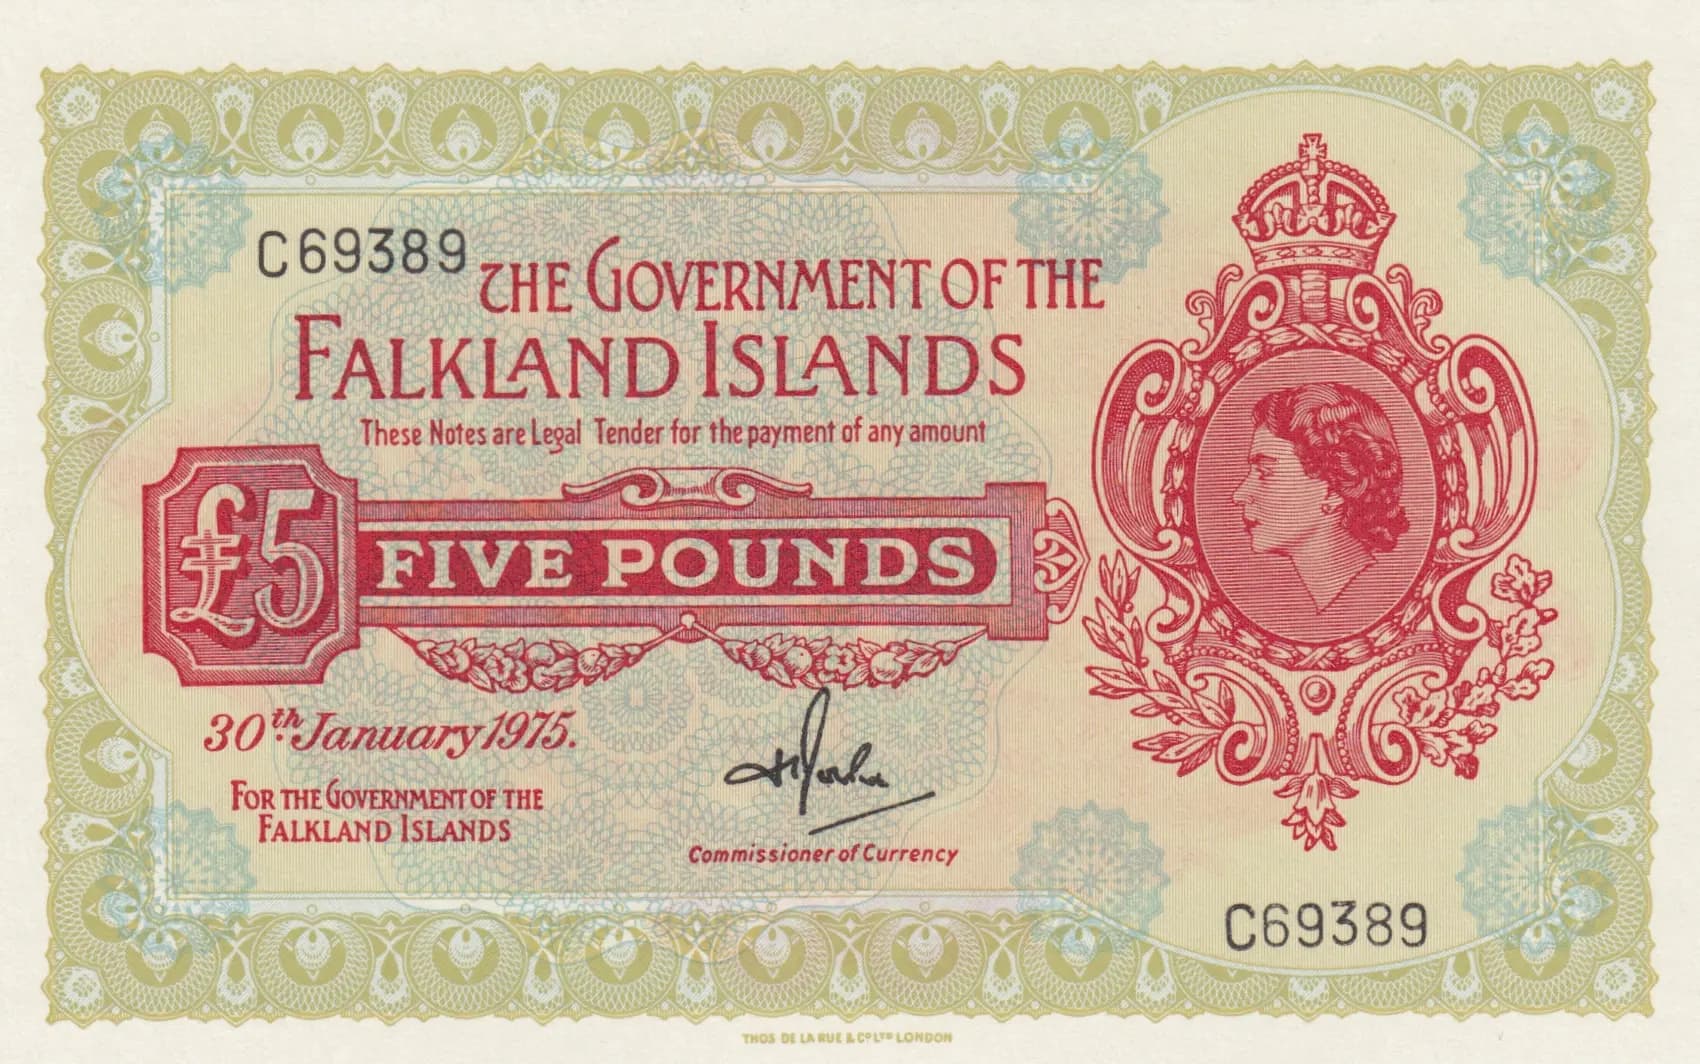 C69389
THE GOVERNMENT OF THE
FALKLAND ISLANDS
These Notes are Legal Tender for the payment of any amount
£5 FIVE POUNDS
30th January 1975.
FOR THE GOVERNMENT OF THE
FALKLAND ISLANDS
Commissioner of Currency
C69389
THOS DE LA RUE & CO LTD LONDON